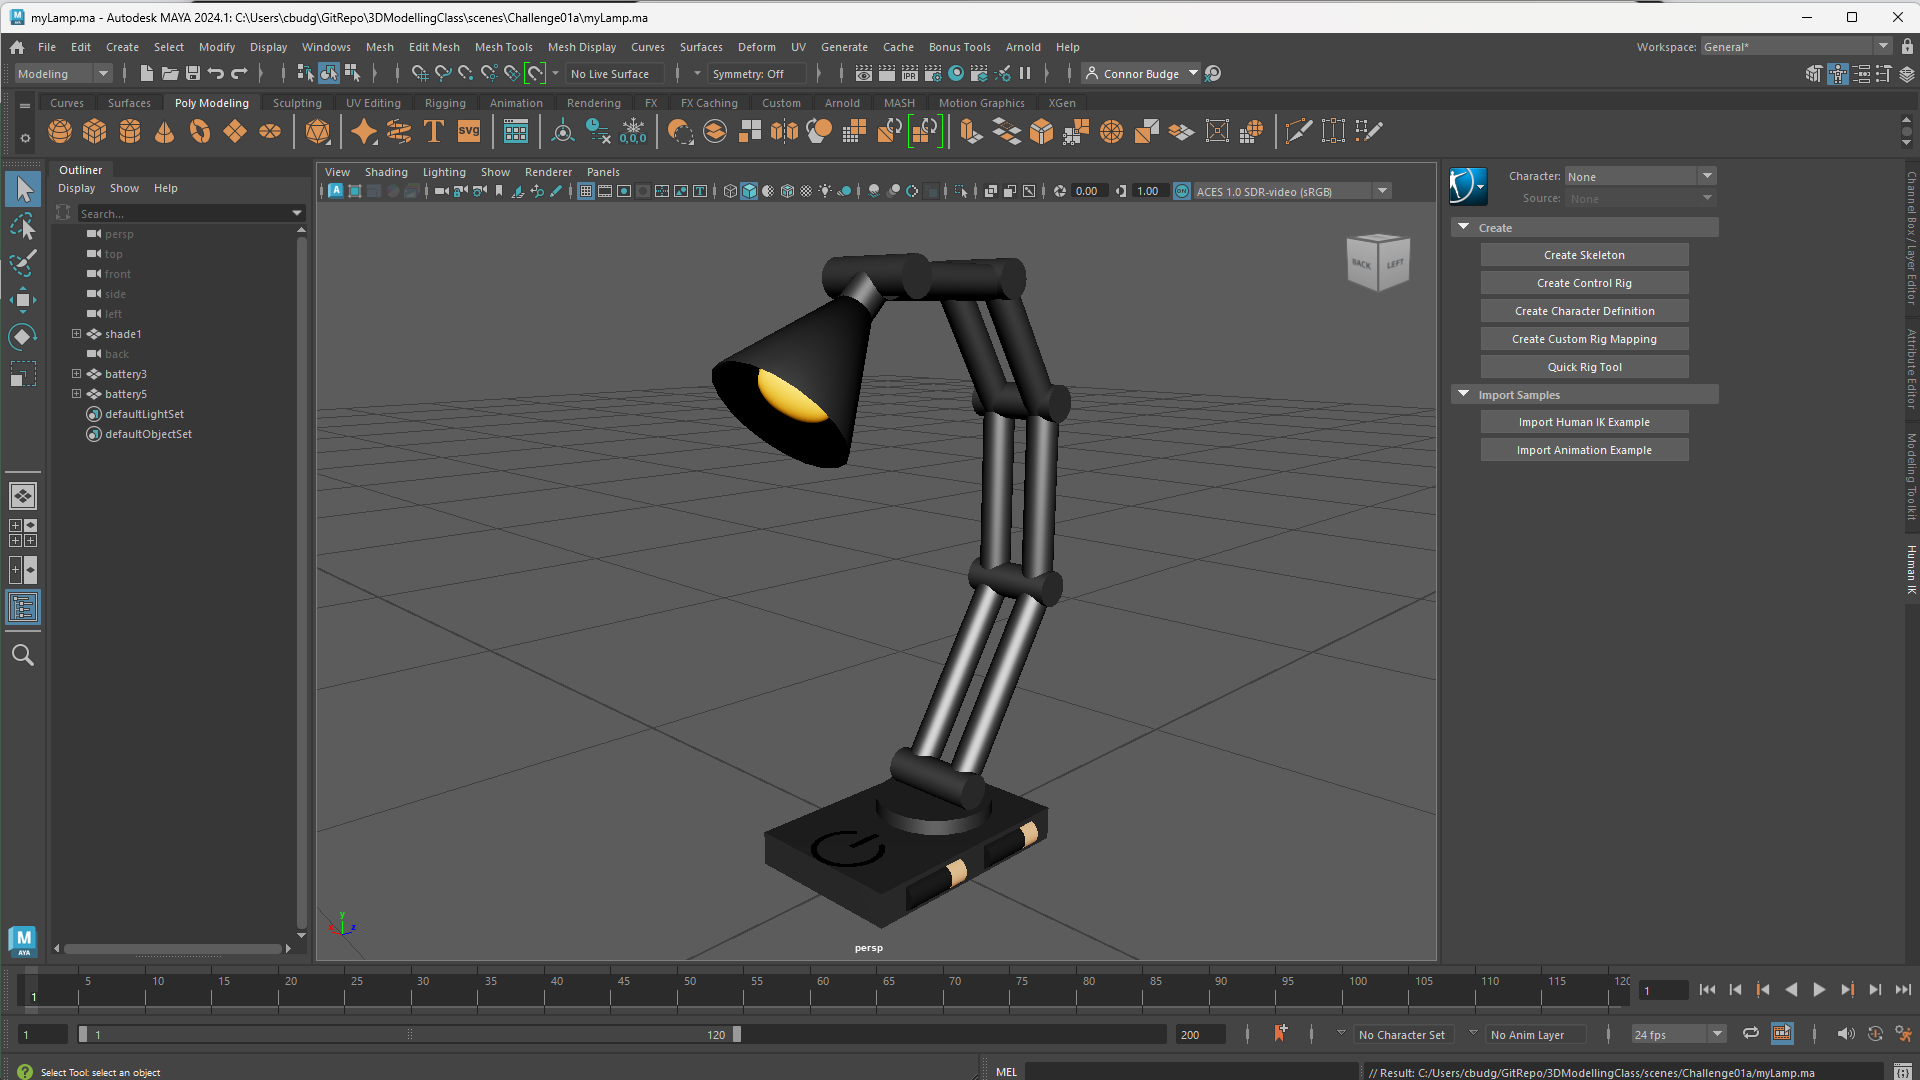 myLamp.ma - Autodesk MAYA 2024.1: C:\Users\cbudg\GitRepo\3DModellingClass\scenes\Challenge01a\myLamp.ma
File Edit Create Select Modify Display Windows Mesh Edit Mesh Mesh Tools Mesh Display Curves Surfaces Deform UV Generate Cache Bonus Tools Arnold Help Workspace: General*
Modeling No Live Surface Symmetry: Off IPR Connor Budge
Curves Surfaces Poly Modeling Sculpting UV Editing Rigging Animation Rendering FX FX Caching Custom Arnold MASH Motion Graphics XGen
T SVG 0,0,0
Outliner
Display Show Help
Search...
persp
top
front
side
left
shade1
back
battery3
battery5
defaultLightSet
defaultObjectSet
View Shading Lighting Show Renderer Panels
0.00 1.00 ON ACES 1.0 SDR-video (sRGB)
BACK LEFT
y
x z
persp
Character: None
Source: None
Create
Create Skeleton
Create Control Rig
Create Character Definition
Create Custom Rig Mapping
Quick Rig Tool
Import Samples
Import Human IK Example
Import Animation Example
Channel Box / Layer Editor
Attribute Editor
Modeling Toolkit
Human IK
M
AYA
5 10 15 20 25 30 35 40 45 50 55 60 65 70 75 80 85 90 95 100 105 110 115 120
1 1
1 1 120 200 No Character Set No Anim Layer 24 fps
Select Tool: select an object MEL // Result: C:/Users/cbudg/GitRepo/3DModellingClass/scenes/Challenge01a/myLamp.ma